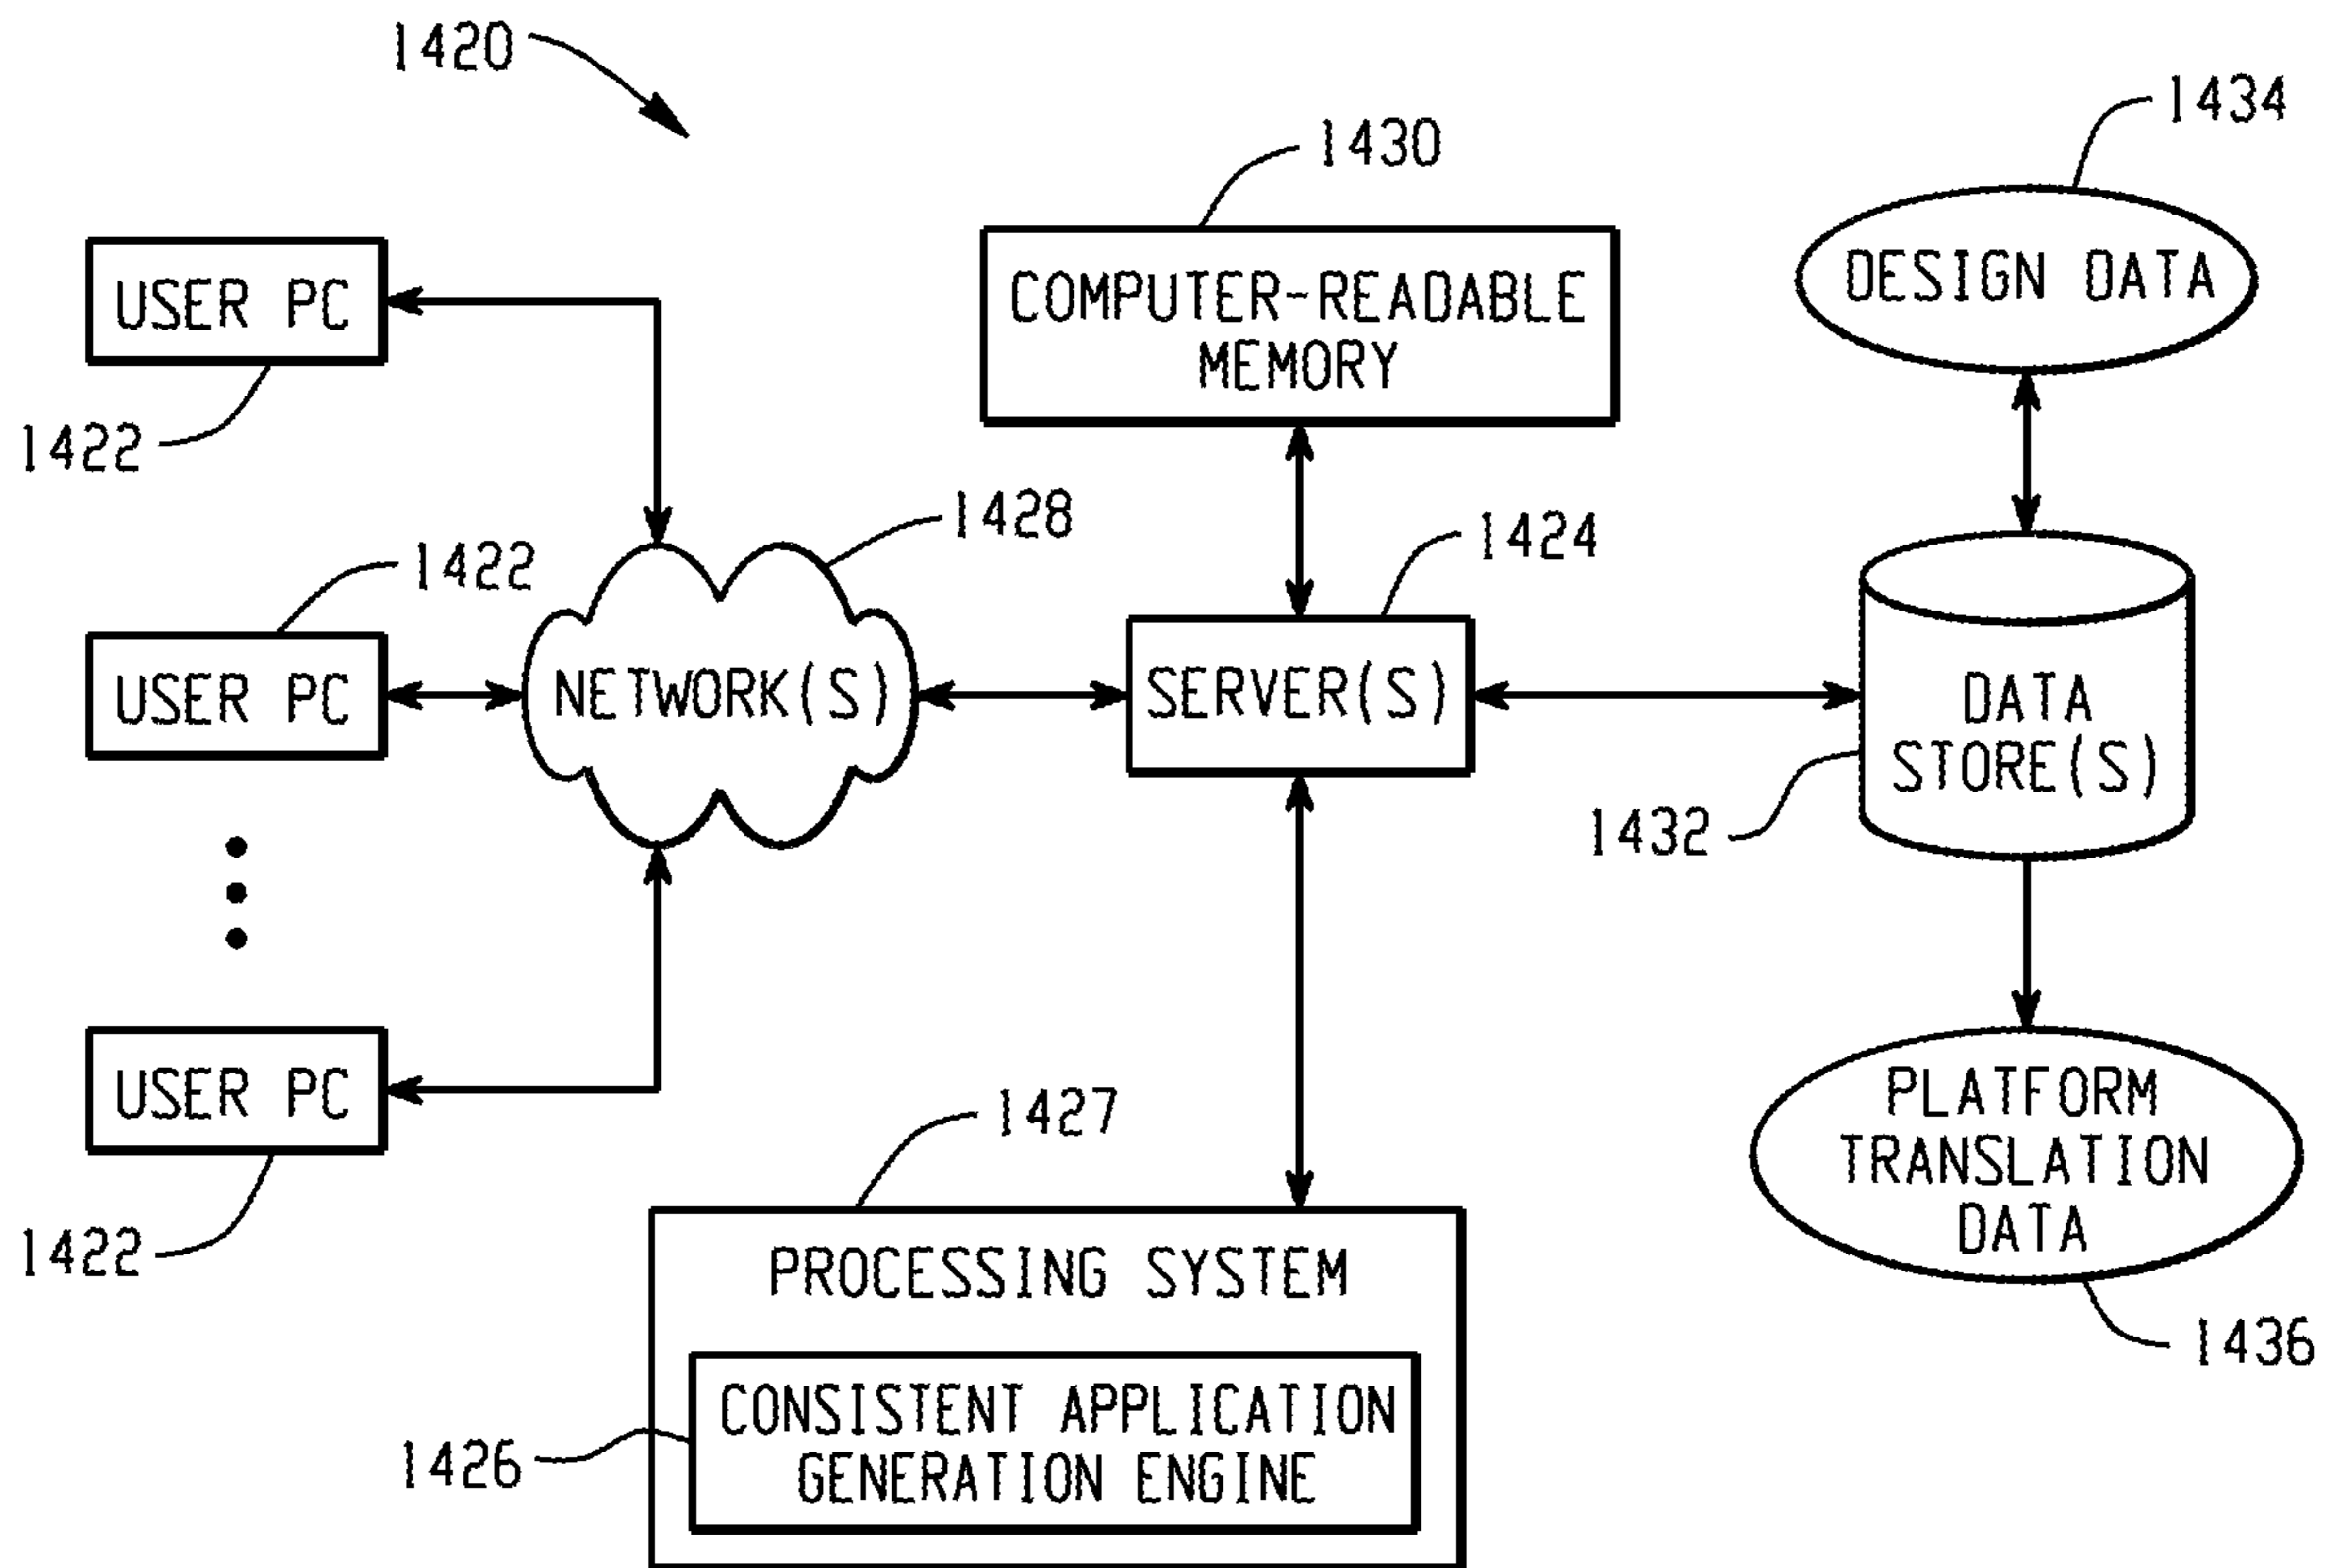 1420
1434
1430
USER PC
COMPUTER-READABLE
MEMORY
DESIGN DATA
1422
1428
1424
1422
USER PC
NETWORK(S)
SERVER(S)
DATA
STORE(S)
1432
USER PC
1427
PLATFORM
TRANSLATION
DATA
1422
PROCESSING SYSTEM
1436
CONSISTENT APPLICATION
GENERATION ENGINE
1426